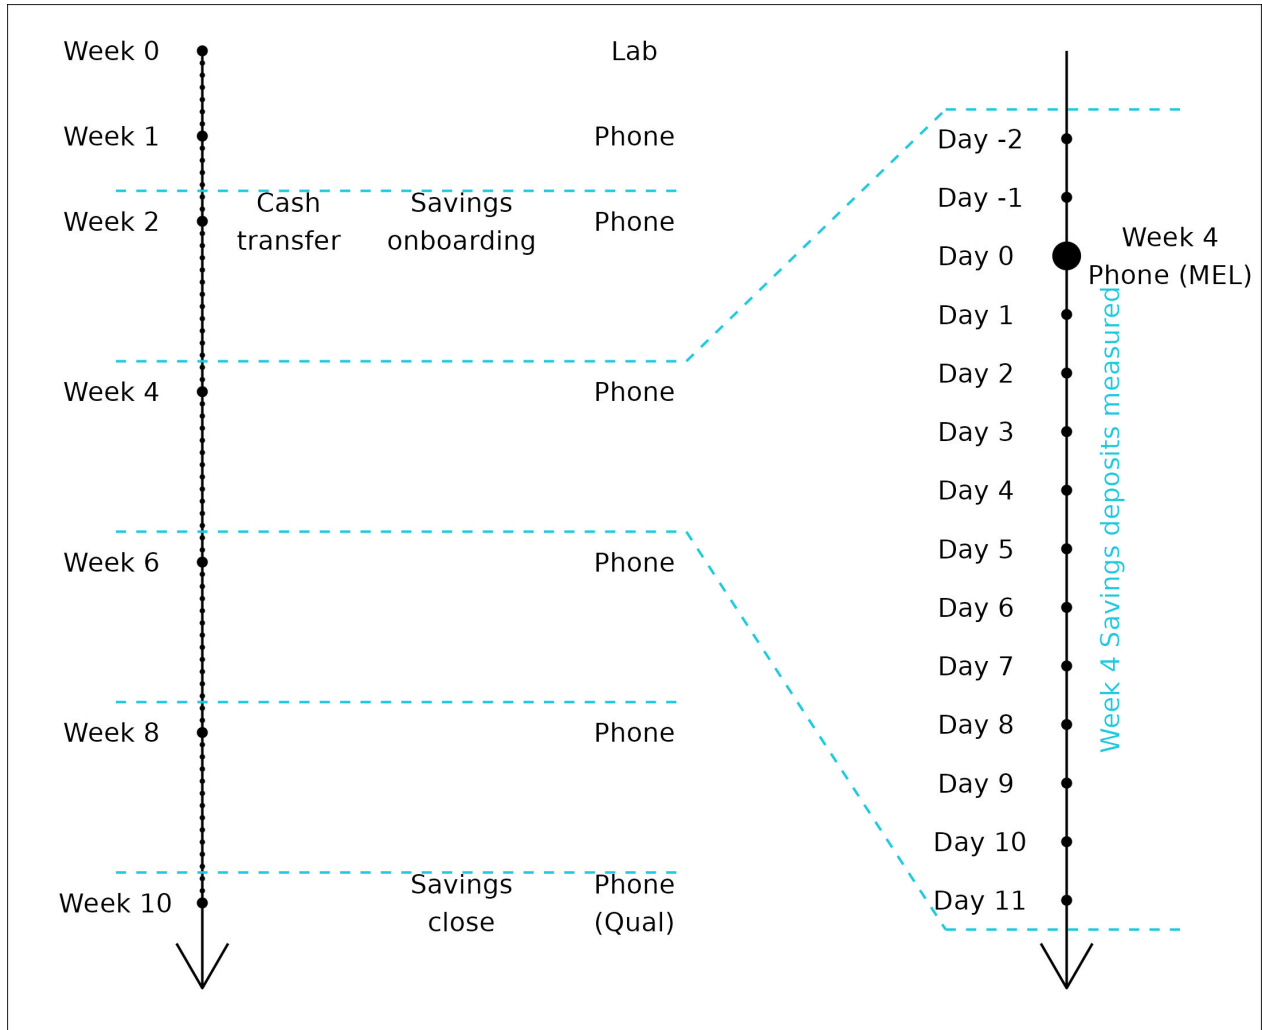 Week 0
Lab
Week 1
Phone
Week 2
Cash
transfer
Savings
onboarding
Phone
Week 4
Phone
Week 6
Phone
Week 8
Phone
Week 10
Savings
close
Phone
(Qual)
Day -2
Day -1
Day 0
Week 4
Phone (MEL)
Day 1
Day 2
Day 3
Day 4
Day 5
Day 6
Day 7
Day 8
Day 9
Day 10
Day 11
Week 4 Savings deposits measured